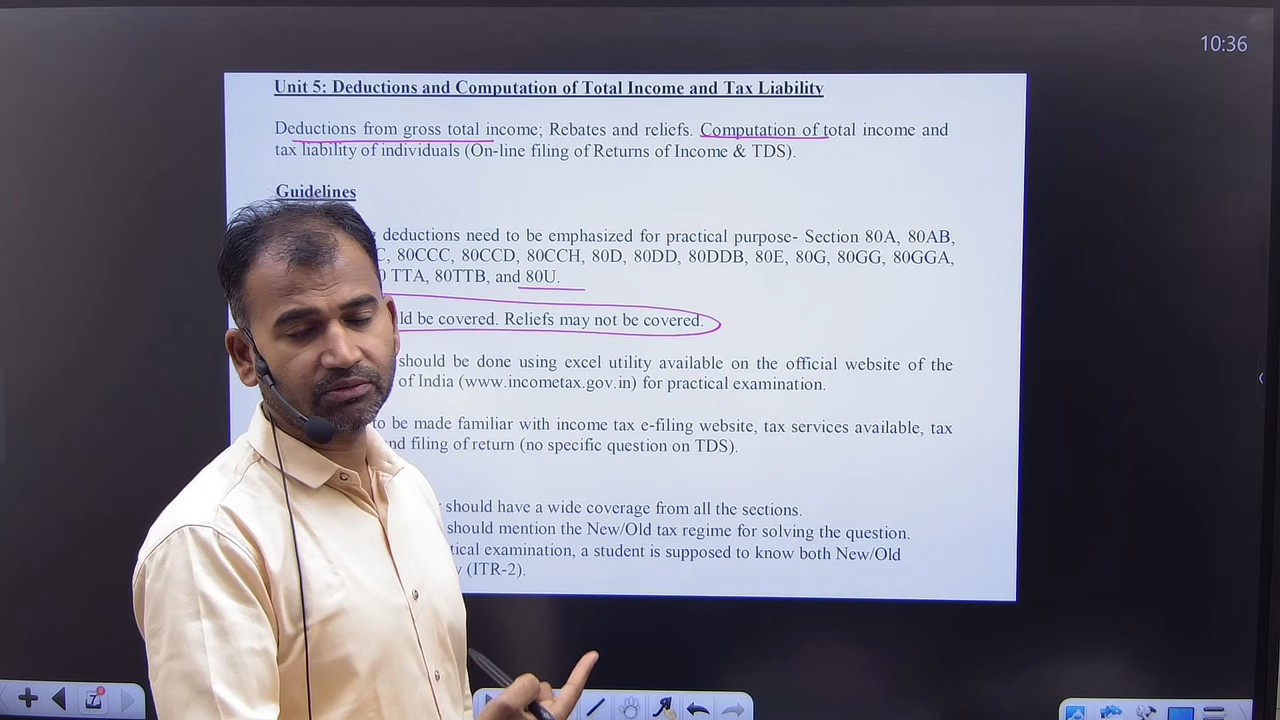 10:36
Unit 5: Deductions and Computation of Total Income and Tax Liability
Deductions from gross total income; Rebates and reliefs. Computation of total income and
tax liability of individuals (On-line filing of Returns of Income & TDS).
Guidelines
deductions need to be emphasized for practical purpose- Section 80A, 80AB,
80CCC, 80CCD, 80CCH, 80D, 80DD, 80DDB, 80E, 80G, 80GG, 80GGA,
TTA, 80TTB, and 80U.
be covered. Reliefs may not be covered.
should be done using excel utility available on the official website of the
of India (www.incometax.gov.in) for practical examination.
to be made familiar with income tax e-filing website, tax services available, tax
filing of return (no specific question on TDS).
should have a wide coverage from all the sections.
should mention the New/Old tax regime for solving the question.
examination, a student is supposed to know both New/Old
(ITR-2).